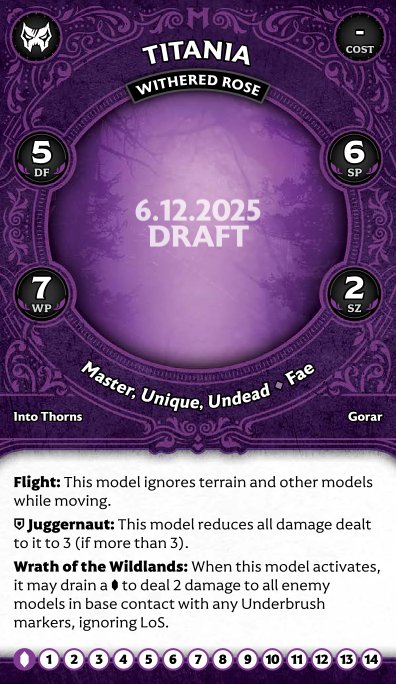 -
COST
TITANIA
WITHERED ROSE
5
DF
6
SP
6.12.2025
DRAFT
7
WP
2
SZ
Master, Unique, Undead ♦ Fae
Into Thorns
Gorar
Flight: This model ignores terrain and other models
while moving.
Juggernaut: This model reduces all damage dealt
to it to 3 (if more than 3).
Wrath of the Wildlands: When this model activates,
it may drain a to deal 2 damage to all enemy
models in base contact with any Underbrush
markers, ignoring LoS.
1 2 3 4 5 6 7 8 9 10 11 12 13 14